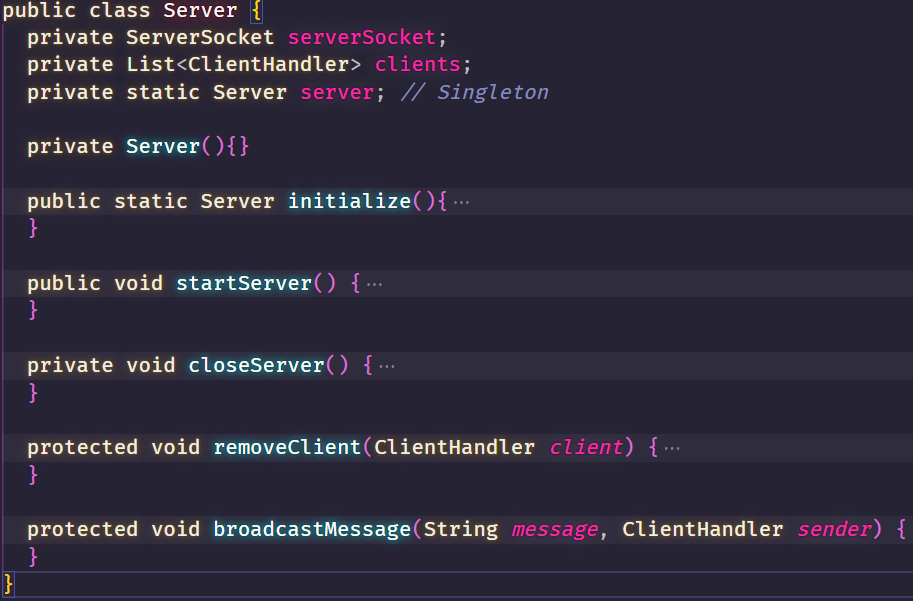 public class Server {
private ServerSocket serverSocket;
private List<ClientHandler> clients;
private static Server server; // Singleton
private Server(){}
public static Server initialize(){···
}
public void startServer() {···
}
private void closeServer() {···
}
protected void removeClient(ClientHandler client) {···
}
protected void broadcastMessage(String message, ClientHandler sender) {
}
}